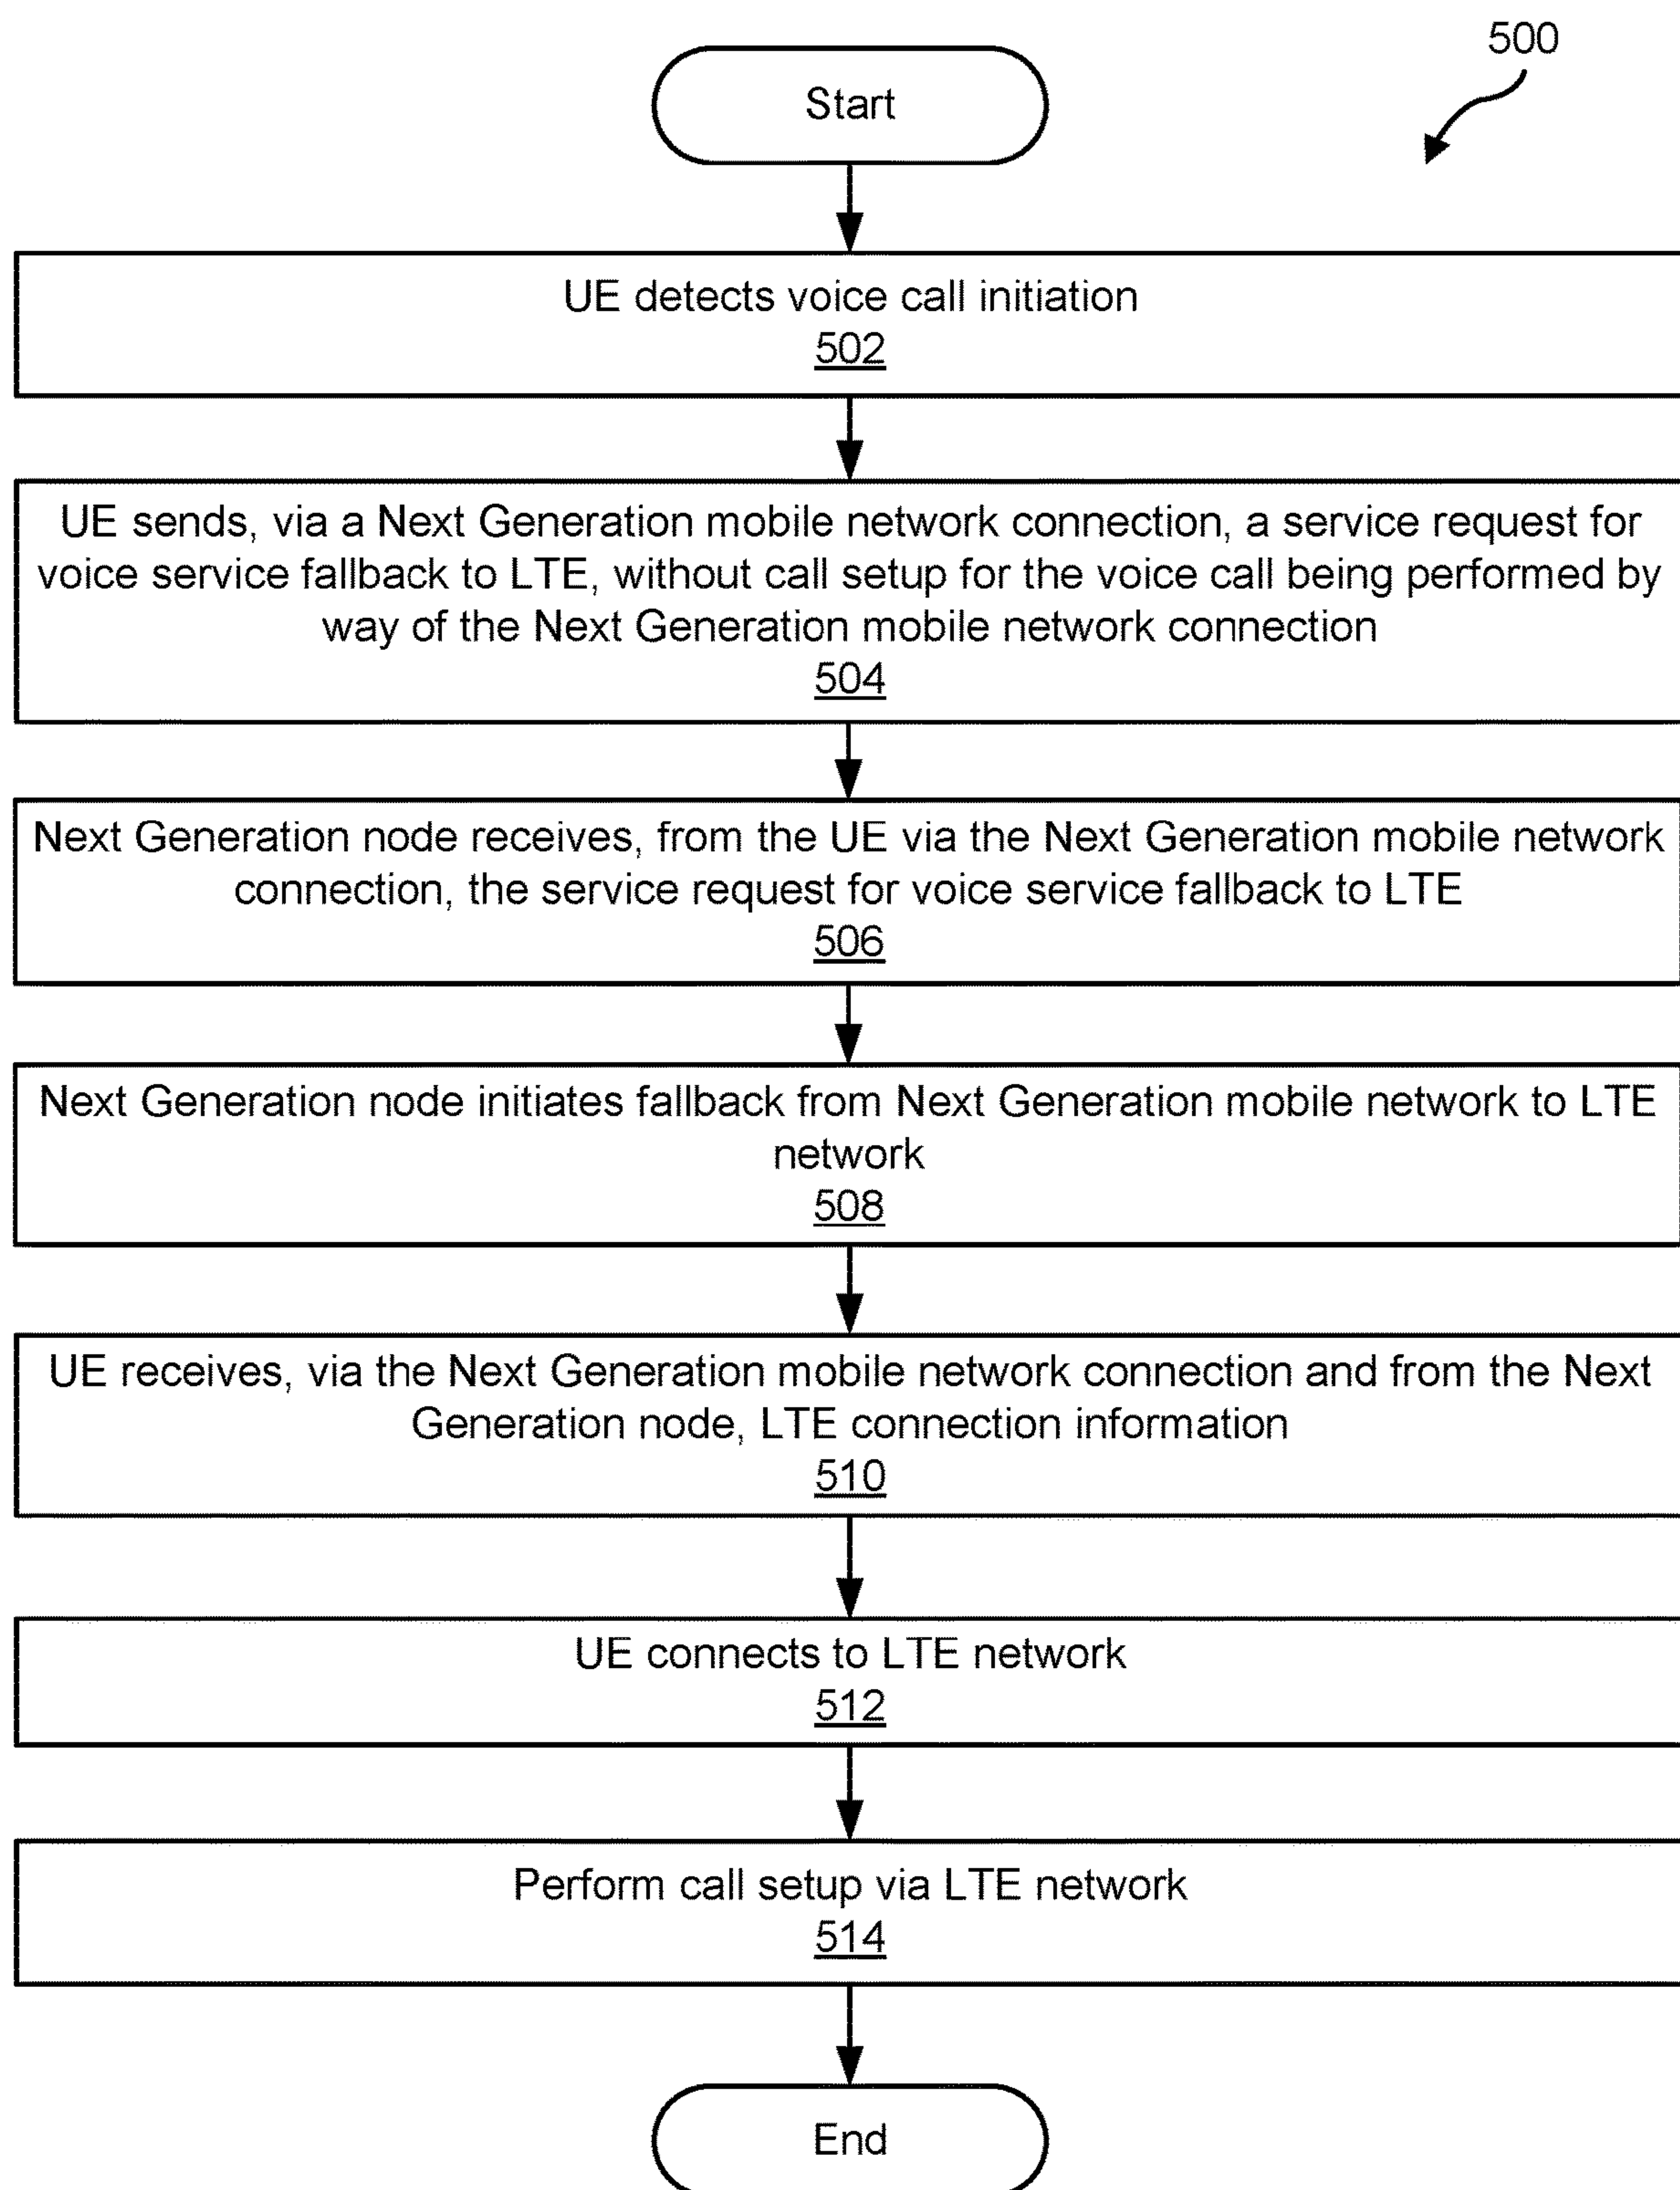 500
Start
UE detects voice call initiation
502
UE sends, via a Next Generation mobile network connection, a service request for
voice service fallback to LTE, without call setup for the voice call being performed by
way of the Next Generation mobile network connection
504
Next Generation node receives, from the UE via the Next Generation mobile network
connection, the service request for voice service fallback to LTE
506
Next Generation node initiates fallback from Next Generation mobile network to LTE
network
508
UE receives, via the Next Generation mobile network connection and from the Next
Generation node, LTE connection information
510
UE connects to LTE network
512
Perform call setup via LTE network
514
End